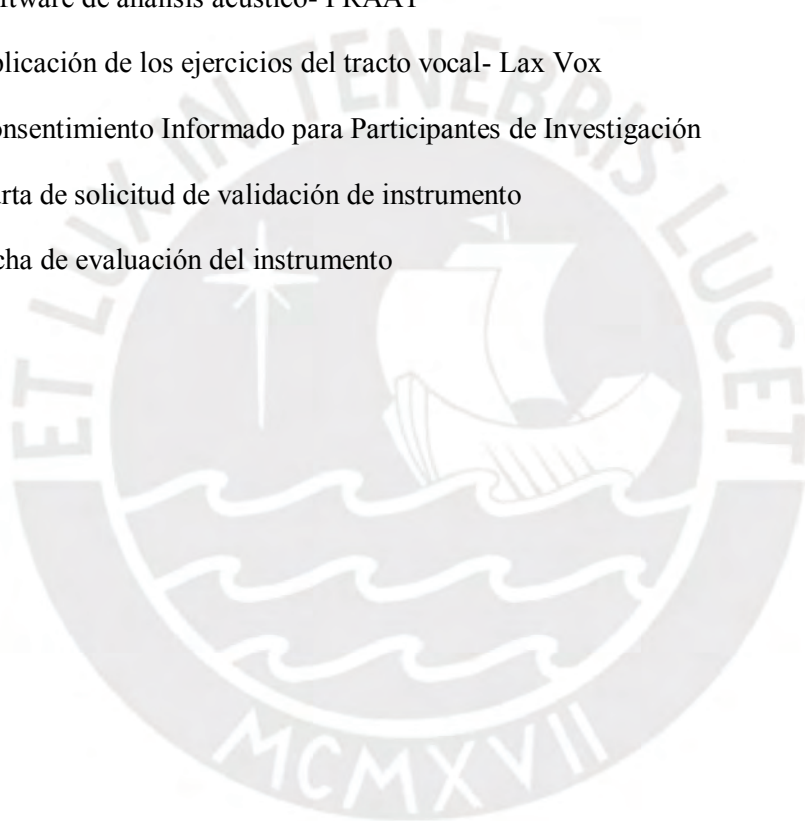 ftware de análisis acústico- PRAAT
plicación de los ejercicios del tracto vocal- Lax Vox
onsentimiento Informado para Participantes de Investigación
rta de solicitud de validación de instrumento
cha de evaluación del instrumento
ET LUX IN TENEBRIS LUCET
MCMXVII